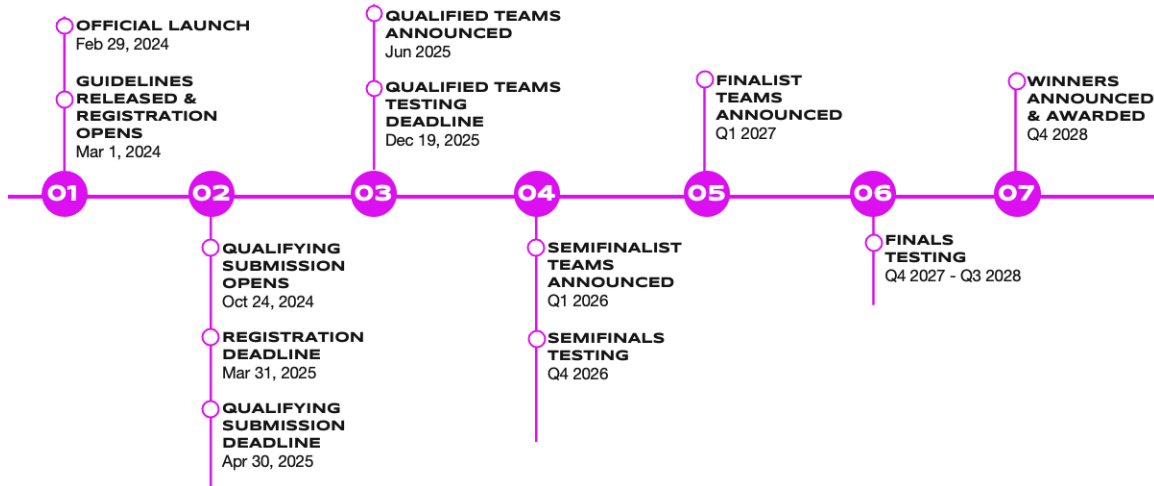 OFFICIAL LAUNCH
Feb 29, 2024
GUIDELINES
RELEASED &
REGISTRATION
OPENS
Mar 1, 2024
QUALIFIED TEAMS
ANNOUNCED
Jun 2025
QUALIFIED TEAMS
TESTING
DEADLINE
Dec 19, 2025
FINALIST
TEAMS
ANNOUNCED
Q1 2027
WINNERS
ANNOUNCED
& AWARDED
Q4 2028
01
02
03
04
05
06
07
QUALIFYING
SUBMISSION
OPENS
Oct 24, 2024
REGISTRATION
DEADLINE
Mar 31, 2025
QUALIFYING
SUBMISSION
DEADLINE
Apr 30, 2025
SEMIFINALIST
TEAMS
ANNOUNCED
Q1 2026
SEMIFINALS
TESTING
Q4 2026
FINALS
TESTING
Q4 2027 - Q3 2028